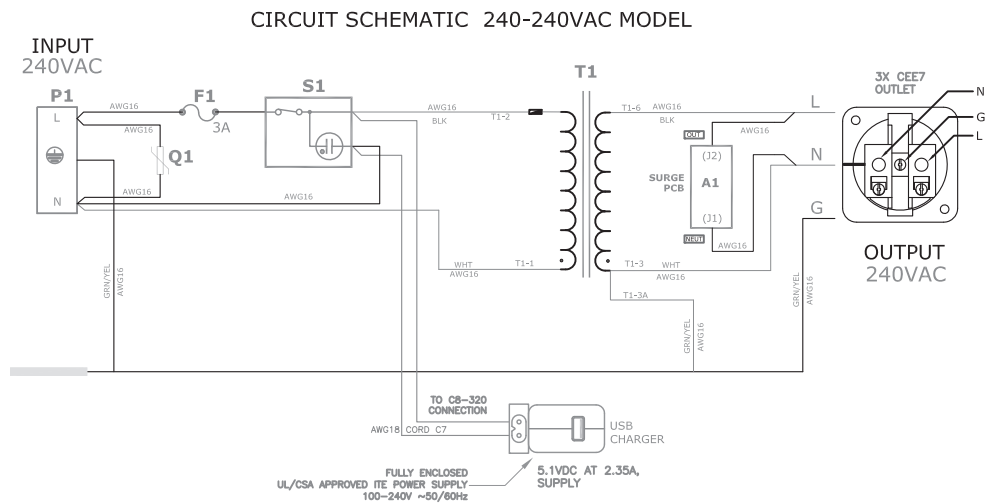 CIRCUIT SCHEMATIC 240-240VAC MODEL
INPUT
240VAC
P1
L
N
AWG16
AWG16
F1
3A
Q1
AWG16
AWG16
S1
AWG16
BLK
T1-2
T1
T1-6
AWG16
BLK
L
N
G
OUT
AWG16
(J2)
A1
(J1)
SURGE
PCB
NEUT
AWG16
3X CEE7
OUTLET
N
G
L
OUTPUT
240VAC
WHT
AWG16
T1-1
T1-3
WHT
AWG16
T1-3A
GRN/YEL
AWG16
GRN/YEL
AWG16
GRN/YEL
AWG16
TO C8-320
CONNECTION
AWG18 CORD C7
USB
CHARGER
FULLY ENCLOSED
UL/CSA APPROVED ITE POWER SUPPLY
100-240V ~50/60Hz
5.1VDC AT 2.35A,
SUPPLY